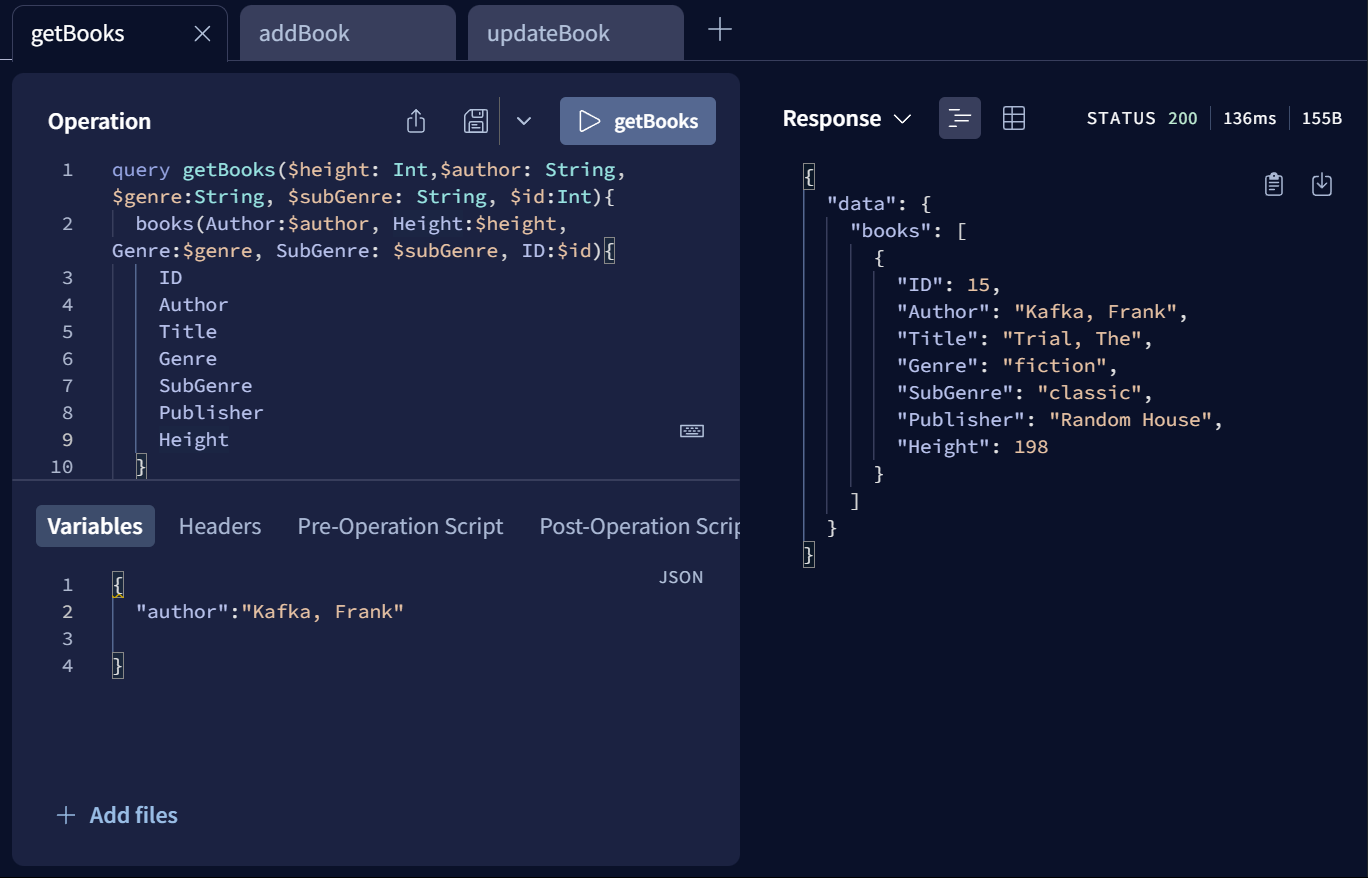 getBooks
addBook
updateBook
Operation
getBooks
1 query getBooks($height: Int,$author: String,
$genre:String, $subGenre: String, $id:Int){
2 books(Author:$author, Height:$height,
Genre:$genre, SubGenre: $subGenre, ID:$id){
3 ID
4 Author
5 Title
6 Genre
7 SubGenre
8 Publisher
9 Height
10 }
Variables Headers Pre-Operation Script Post-Operation Scrip
JSON
1 {
2 "author":"Kafka, Frank"
3
4 }
Add files
Response
STATUS 200 136ms 155B
{
"data": {
"books": [
{
"ID": 15,
"Author": "Kafka, Frank",
"Title": "Trial, The",
"Genre": "fiction",
"SubGenre": "classic",
"Publisher": "Random House",
"Height": 198
}
]
}
}